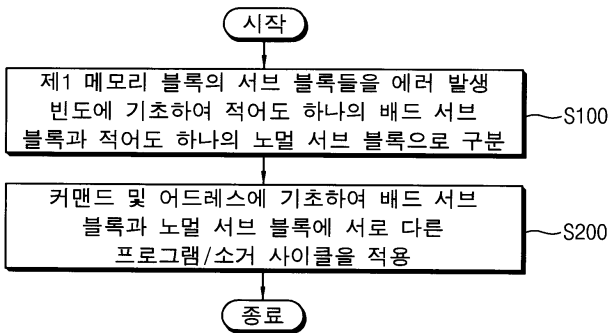 시작
제1 메모리 블록의 서브 블록들을 에러 발생
빈도에 기초하여 적어도 하나의 배드 서브
블록과 적어도 하나의 노멀 서브 블록으로 구분
S100
커맨드 및 어드레스에 기초하여 배드 서브
블록과 노멀 서브 블록에 서로 다른
프로그램/소거 사이클을 적용
S200
종료